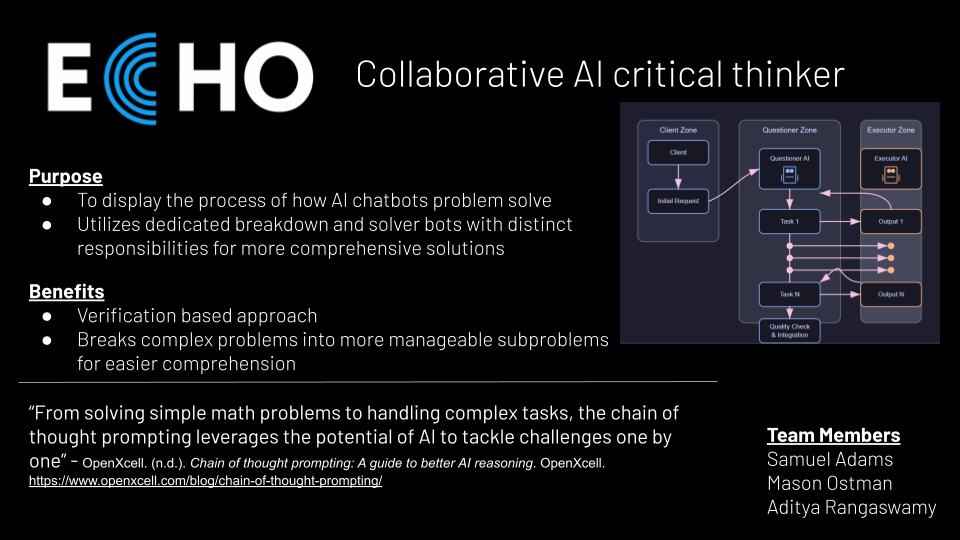 ECHO
Collaborative AI critical thinker
Client Zone
Questioner Zone
Executor Zone
Client
Questioner AI
Executor AI
Initial Request
Task 1
Output 1
Task N
Output N
Quality Check
& Integration
Purpose
● To display the process of how AI chatbots problem solve
● Utilizes dedicated breakdown and solver bots with distinct
responsibilities for more comprehensive solutions
Benefits
● Verification based approach
● Breaks complex problems into more manageable subproblems
for easier comprehension
“From solving simple math problems to handling complex tasks, the chain of
thought prompting leverages the potential of AI to tackle challenges one by
one” - OpenXcell. (n.d.). Chain of thought prompting: A guide to better AI reasoning. OpenXcell.
https://www.openxcell.com/blog/chain-of-thought-prompting/
Team Members
Samuel Adams
Mason Ostman
Aditya Rangaswamy